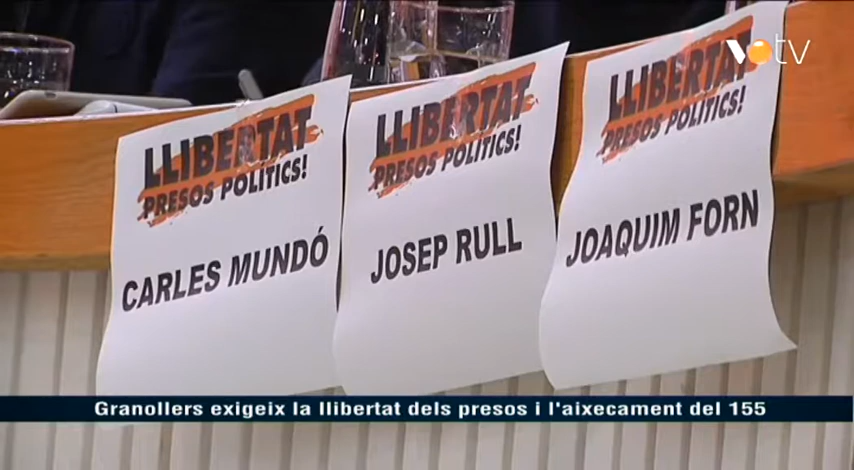 votv
LLIBERTAT
PRESOS POLÍTICS!
CARLES MUNDÓ
LLIBERTAT
PRESOS POLÍTICS!
JOSEP RULL
LLIBERTAT
PRESOS POLÍTICS!
JOAQUIM FORN
Granollers exigeix la llibertat dels presos i l'aixecament del 155